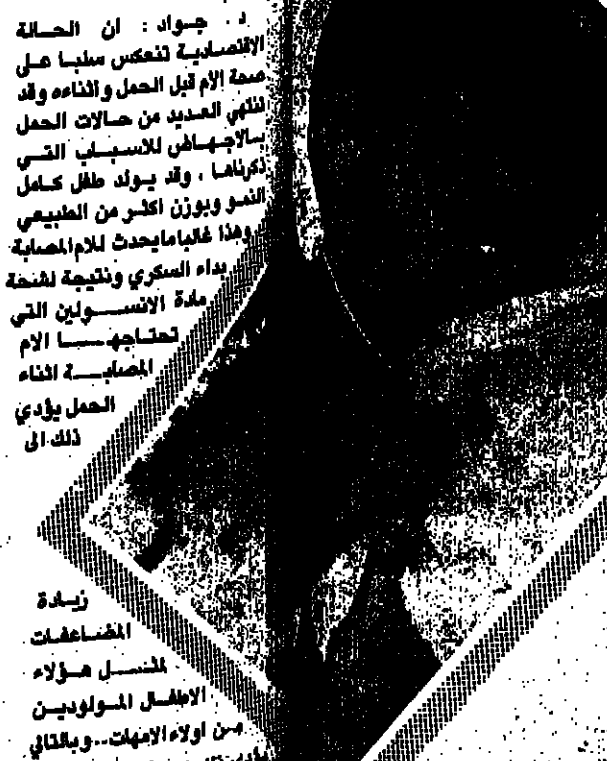 د . جواد : ان الحالة
الاقتصادية تنعكس سلبا على
صحة الام قبل الحمل واثناءه وقد
تنتهي العديد من حالات الحمل
بالاجهاض للاسباب التي
ذكرناها ، وقد يولد طفل كامل
النمو وبوزن اكثر من الطبيعي
وهذا غالبا مايحدث للام المصابة
بداء السكري ونتيجة لشحة
مادة الانسولين التي
تحتاجها الام
المصابة اثناء
الحمل يؤدي
ذلك الى
زيادة
المضاعفات
لمثل هؤلاء
الاطفال المولودين
من اولاء الامهات..وبالتالي